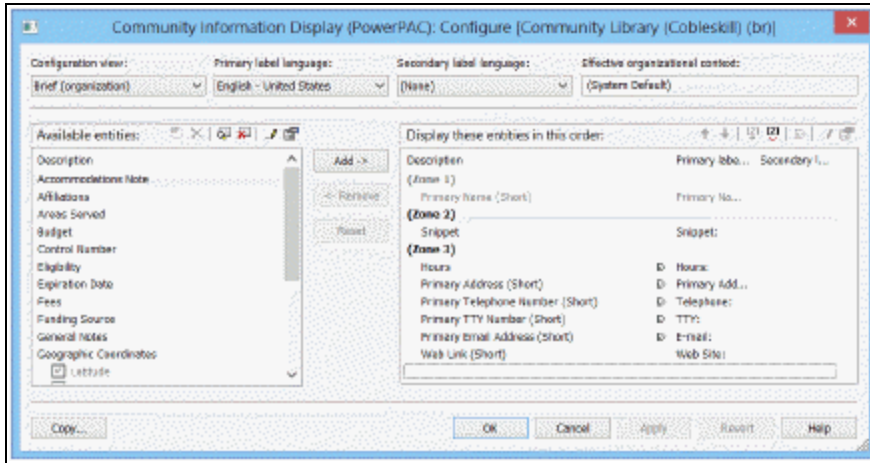 Community Information Display (PowerPAC): Configure [Community Library (Cobleskill) (br)]
Configuration view: Primary label language: Secondary label language: Effective organizational context:
Brief (organization) English - United States (None) (System Default)
Available entities: Display these entities in this order:
Description Add -> Description Primary labe... Secondary l...
Accommodations Note (Zone 1)
Affiliations <- Remove Primary Name (Short) Primary Na...
Areas Served (Zone 2)
Budget Reset Snippet Snippet:
Control Number (Zone 3)
Eligibility Hours D Hours:
Expiration Date Primary Address (Short) D Primary Add...
Fees Primary Telephone Number (Short) D Telephone:
Funding Source Primary TTY Number (Short) D TTY:
General Notes Primary Email Address (Short) D E-mail:
Geographic Coordinates Web Link (Short) Web Site:
Latitude
Copy... OK Cancel Apply Revert Help